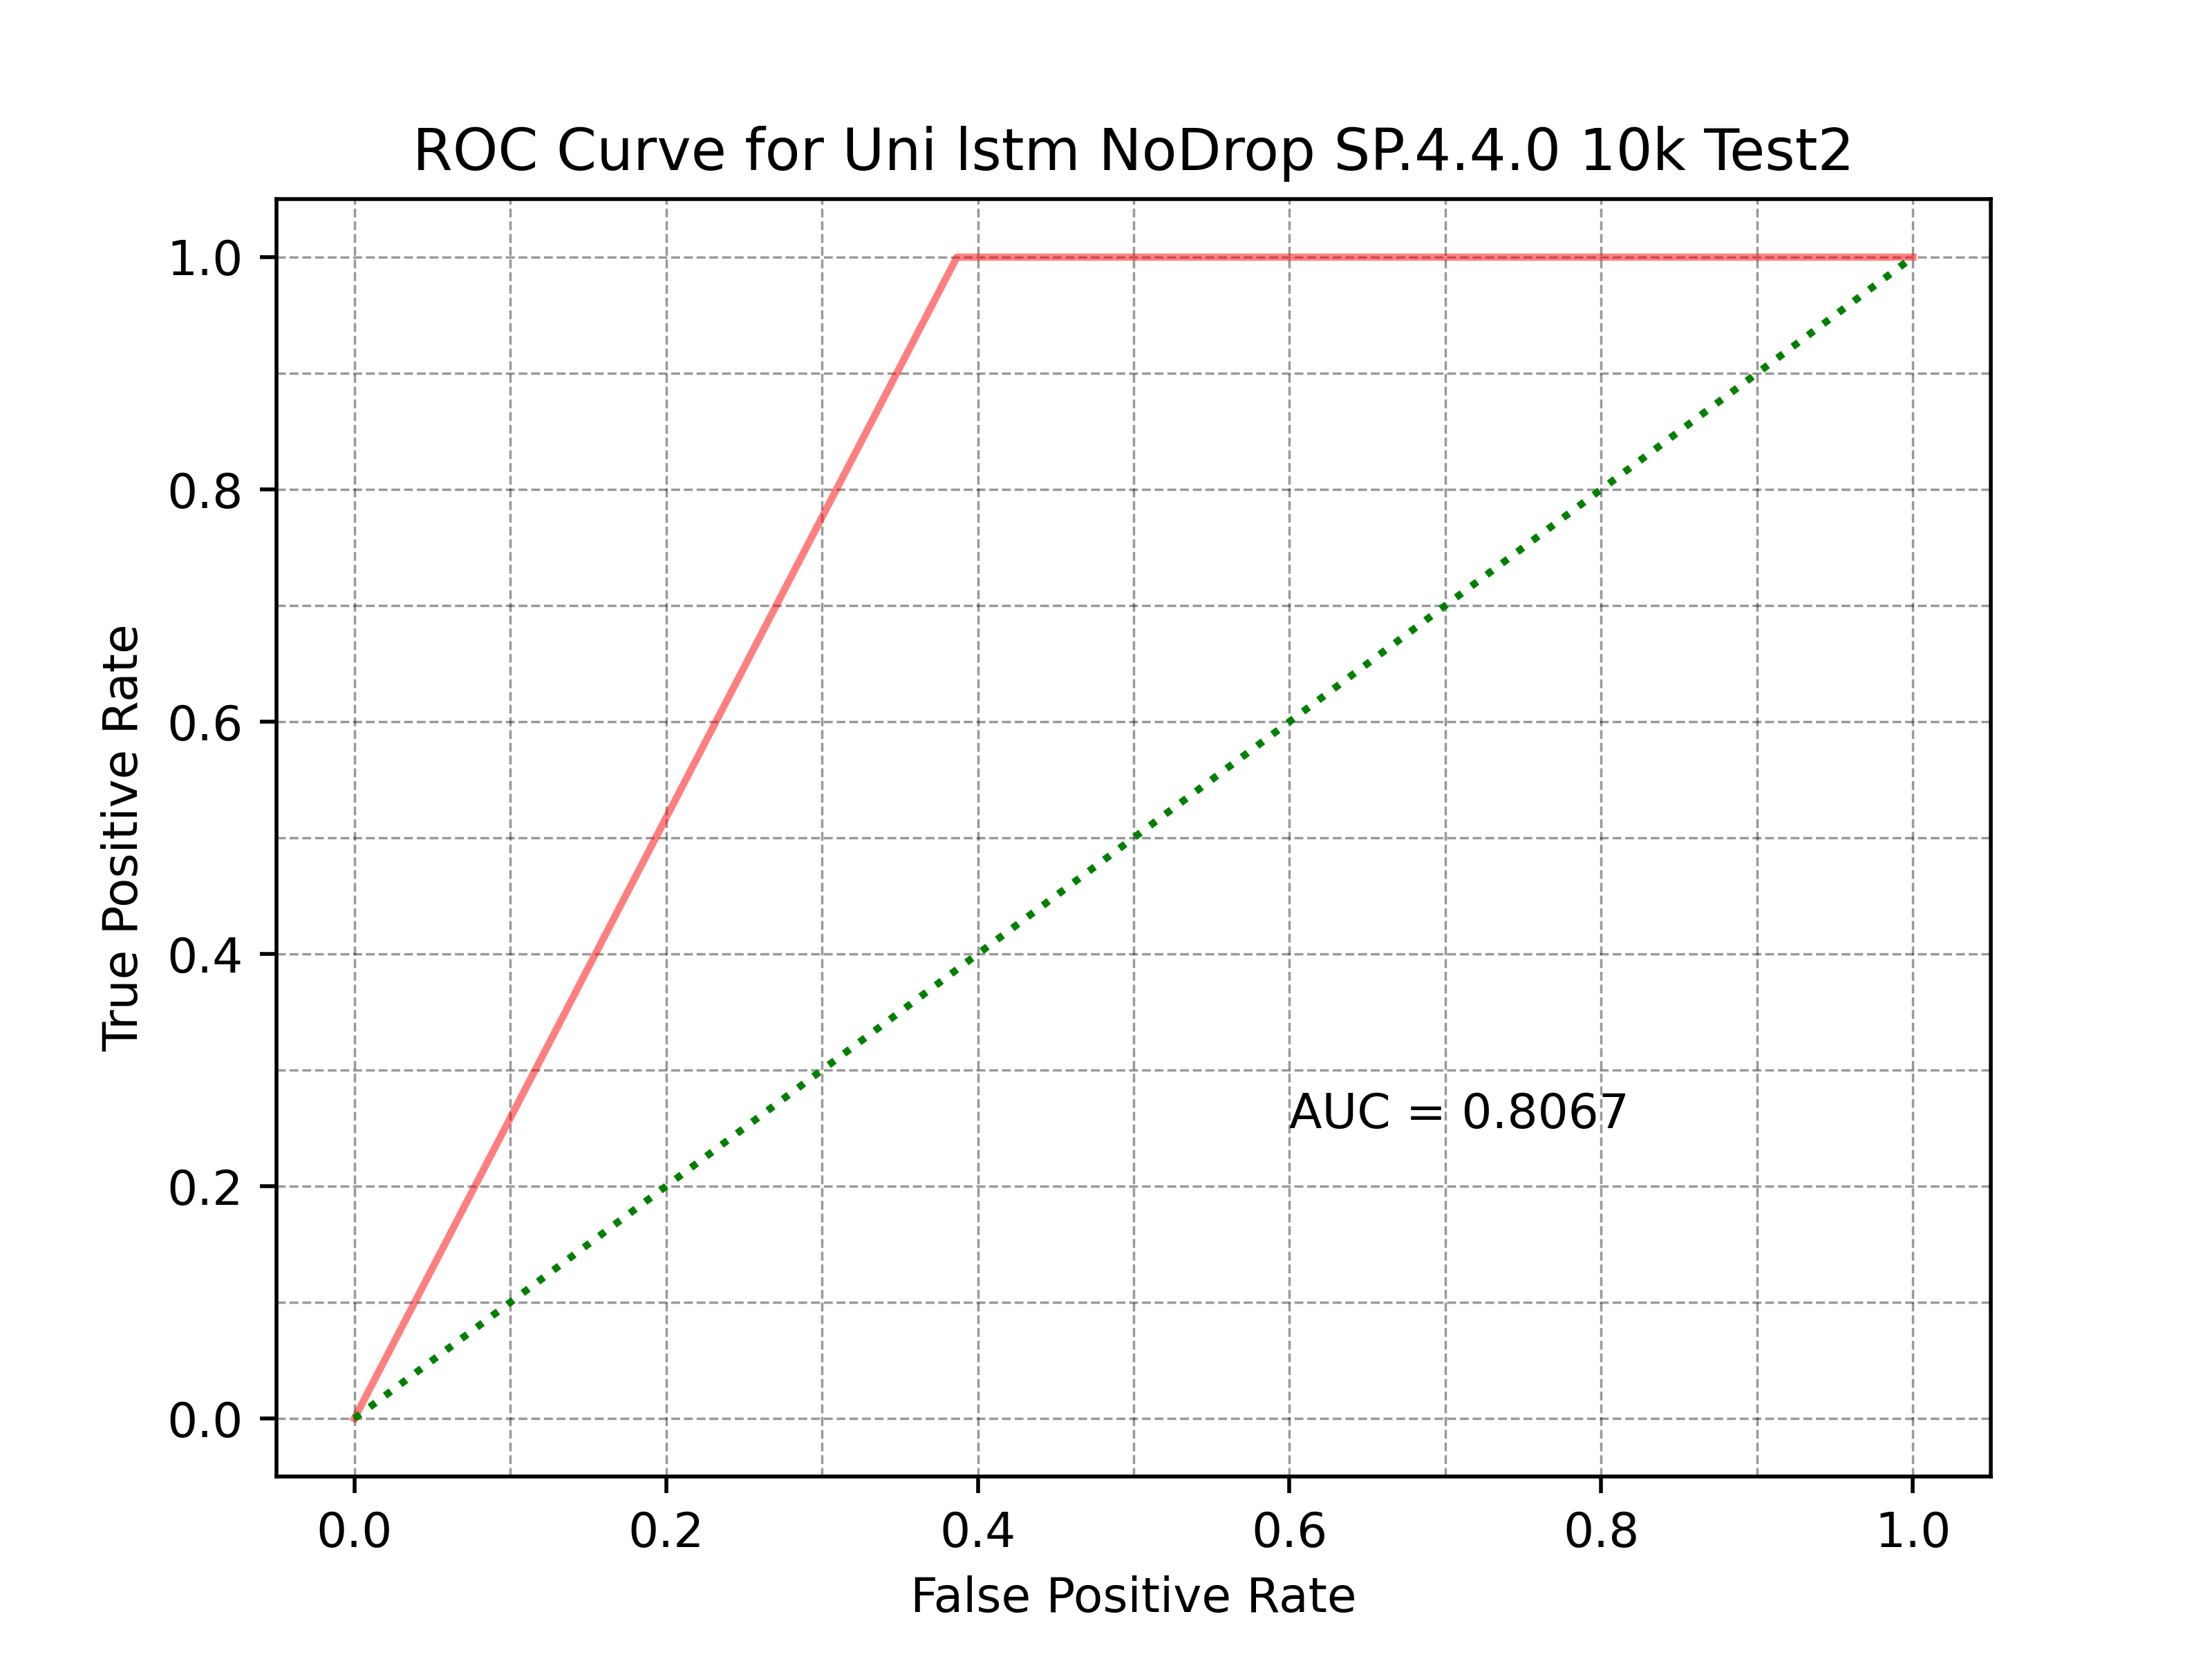 ROC Curve for Uni lstm NoDrop SP.4.4.0 10k Test2
True Positive Rate
1.0
0.8
0.6
0.4
0.2
0.0
AUC = 0.8067
0.0 0.2 0.4 0.6 0.8 1.0
False Positive Rate